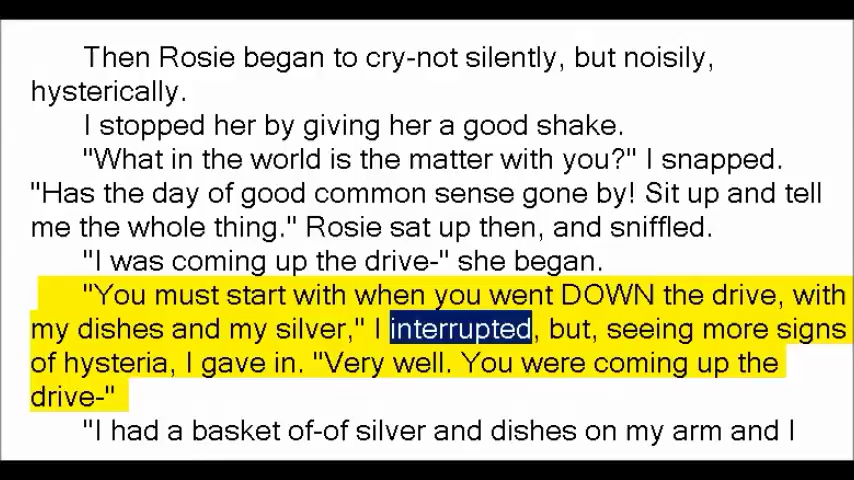 Then Rosie began to cry-not silently, but noisily,
hysterically.
I stopped her by giving her a good shake.
"What in the world is the matter with you?" I snapped.
"Has the day of good common sense gone by! Sit up and tell
me the whole thing." Rosie sat up then, and sniffled.
"I was coming up the drive-" she began.
"You must start with when you went DOWN the drive, with
my dishes and my silver," I interrupted, but, seeing more signs
of hysteria, I gave in. "Very well. You were coming up the
drive-"
"I had a basket of-of silver and dishes on my arm and I